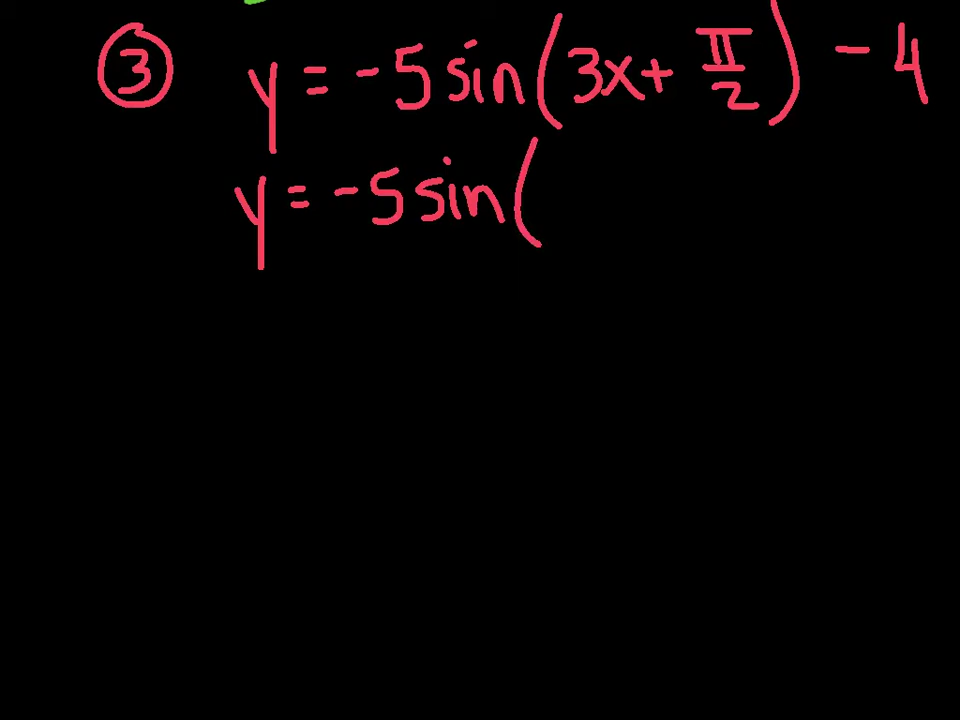 ③ y = -5 sin(3x + π/2) - 4
y = -5 sin(